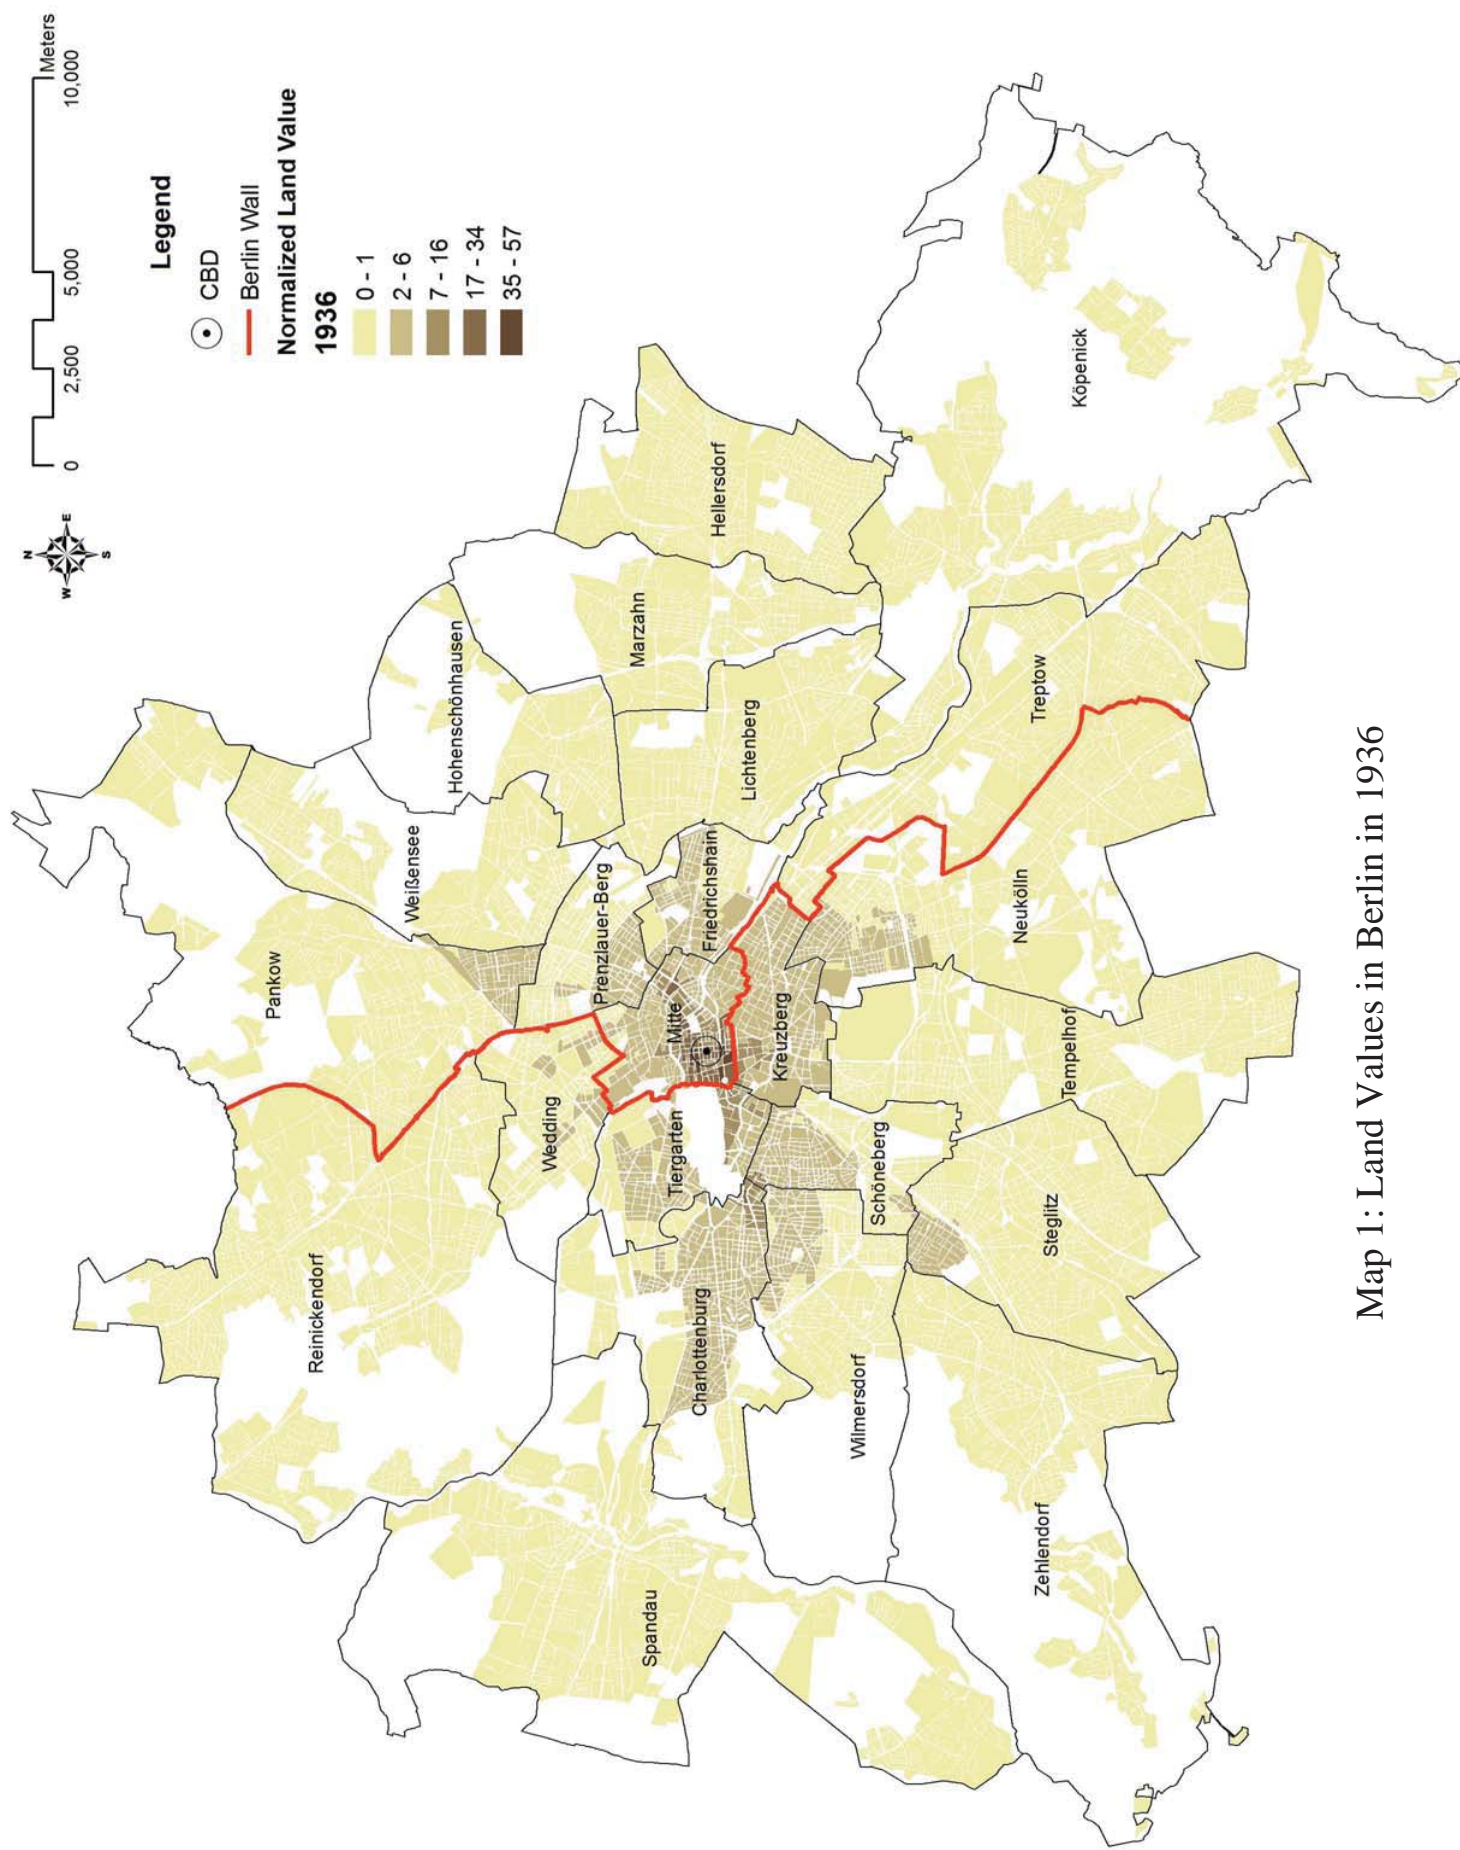 N
W
E
S
0
2,500
5,000
10,000
Meters
Legend
CBD
Berlin Wall
Normalized Land Value
1936
0 - 1
2 - 6
7 - 16
17 - 34
35 - 57
Pankow
Weißensee
Hohenschönhausen
Reinickendorf
Wedding
Prenzlauer-Berg
Marzahn
Hellersdorf
Spandau
Charlottenburg
Tiergarten
Mitte
Friedrichshain
Lichtenberg
Kreuzberg
Wilmersdorf
Schöneberg
Zehlendorf
Steglitz
Tempelhof
Neukölln
Treptow
Köpenick
Map 1: Land Values in Berlin in 1936